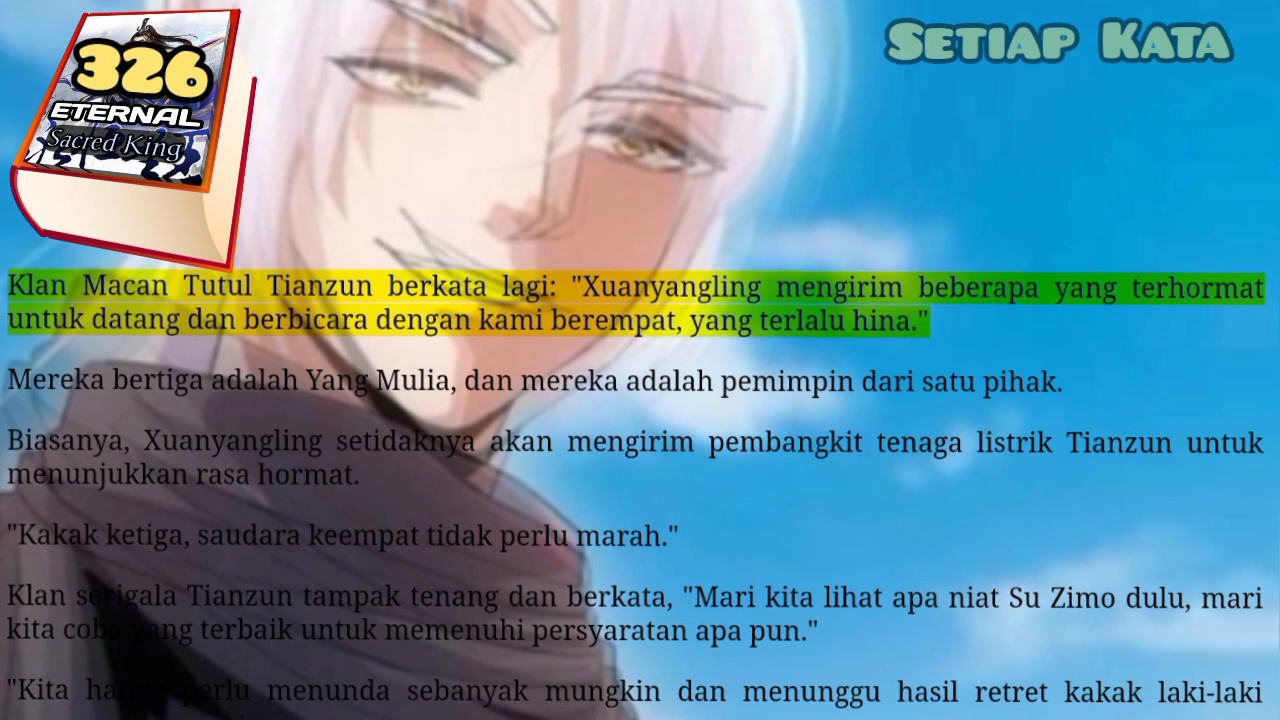 326
ETERNAL
Sacred King
SETIAP KATA
Klan Macan Tutul Tianzun berkata lagi: "Xuanyangling mengirim beberapa yang terhormat
untuk datang dan berbicara dengan kami berempat, yang terlalu hina."
Mereka bertiga adalah Yang Mulia, dan mereka adalah pemimpin dari satu pihak.
Biasanya, Xuanyangling setidaknya akan mengirim pembangkit tenaga listrik Tianzun untuk
menunjukkan rasa hormat.
"Kakak ketiga, saudara keempat tidak perlu marah."
Klan serigala Tianzun tampak tenang dan berkata, "Mari kita lihat apa niat Su Zimo dulu, mari
kita coba yang terbaik untuk memenuhi persyaratan apa pun."
"Kita hanya perlu menunda sebanyak mungkin dan menunggu hasil retret kakak laki-laki